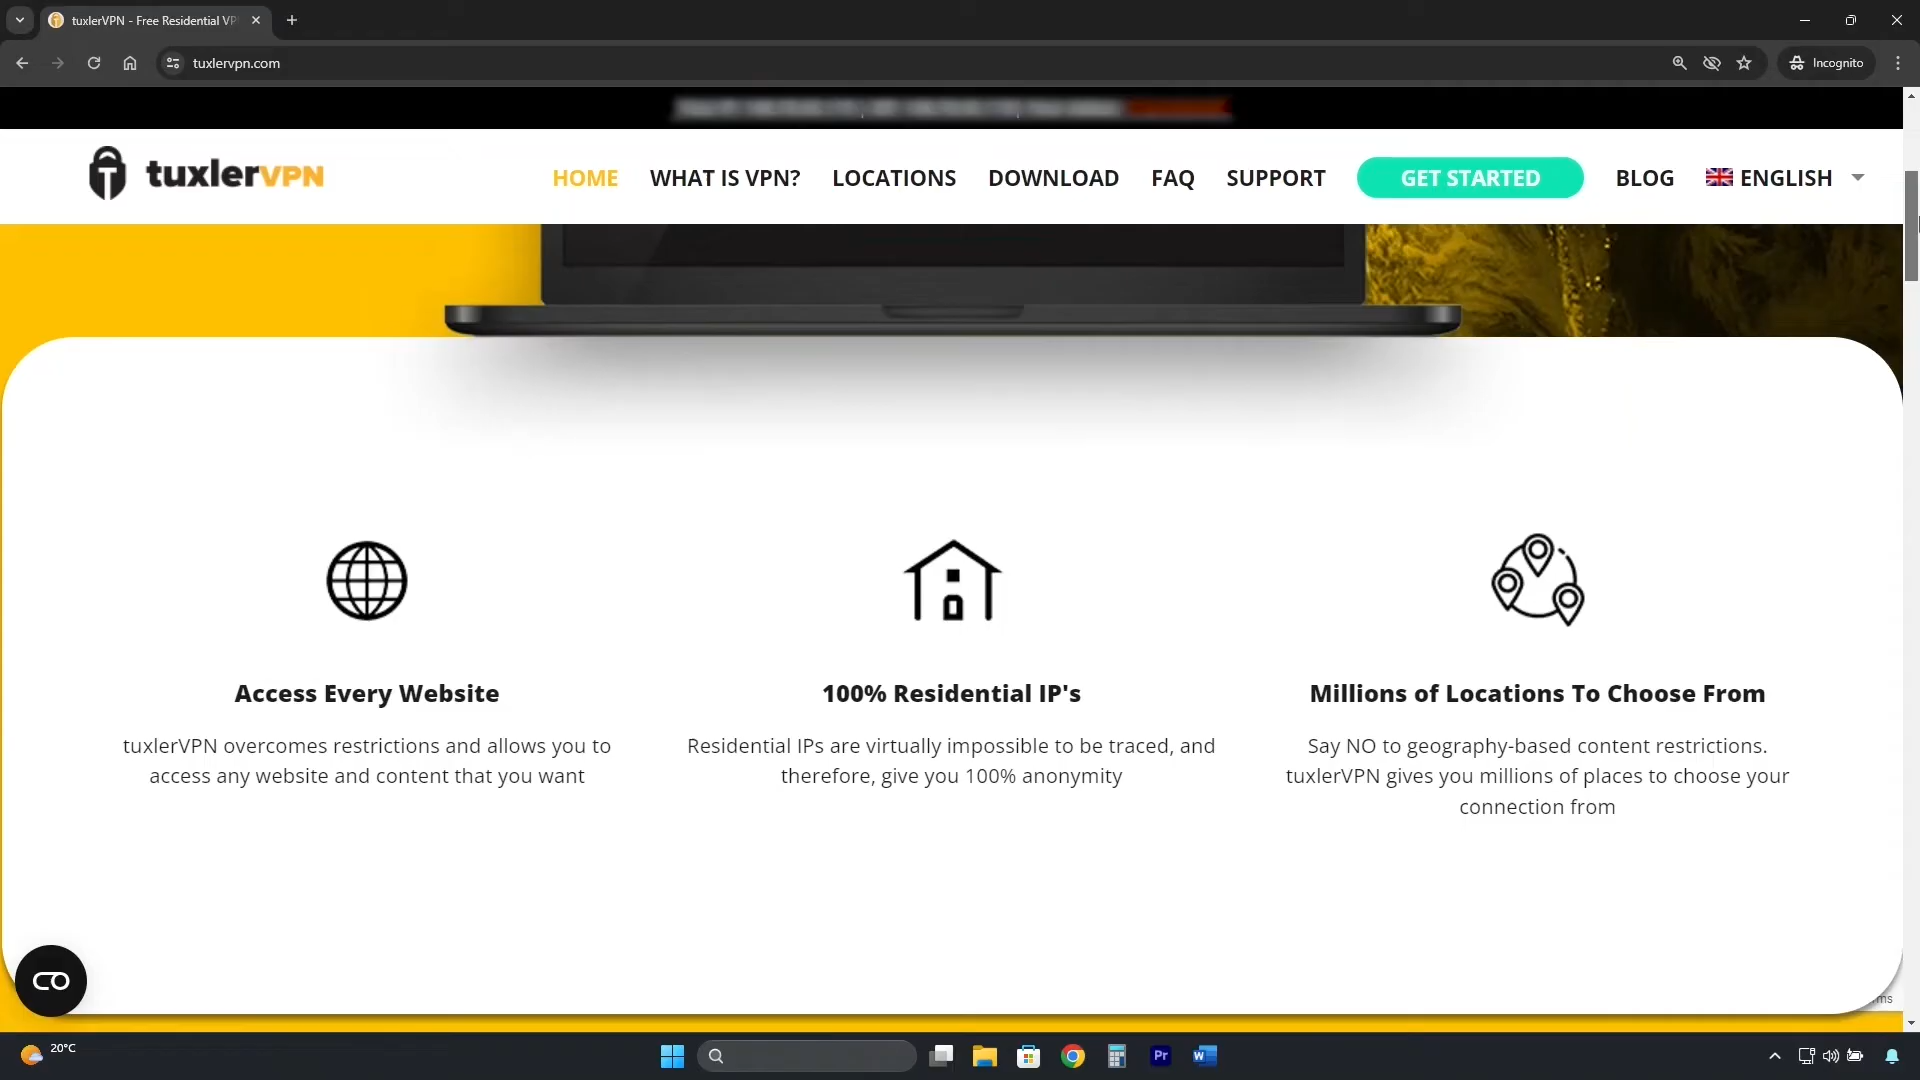 tuxlerVPN - Free Residential VP
tuxlervpn.com
Incognito
tuxlerVPN
HOME
WHAT IS VPN?
LOCATIONS
DOWNLOAD
FAQ
SUPPORT
GET STARTED
BLOG
ENGLISH
Access Every Website
tuxlerVPN overcomes restrictions and allows you to
access any website and content that you want
100% Residential IP's
Residential IPs are virtually impossible to be traced, and
therefore, give you 100% anonymity
Millions of Locations To Choose From
Say NO to geography-based content restrictions.
tuxlerVPN gives you millions of places to choose your
connection from
20°C
Pr
W